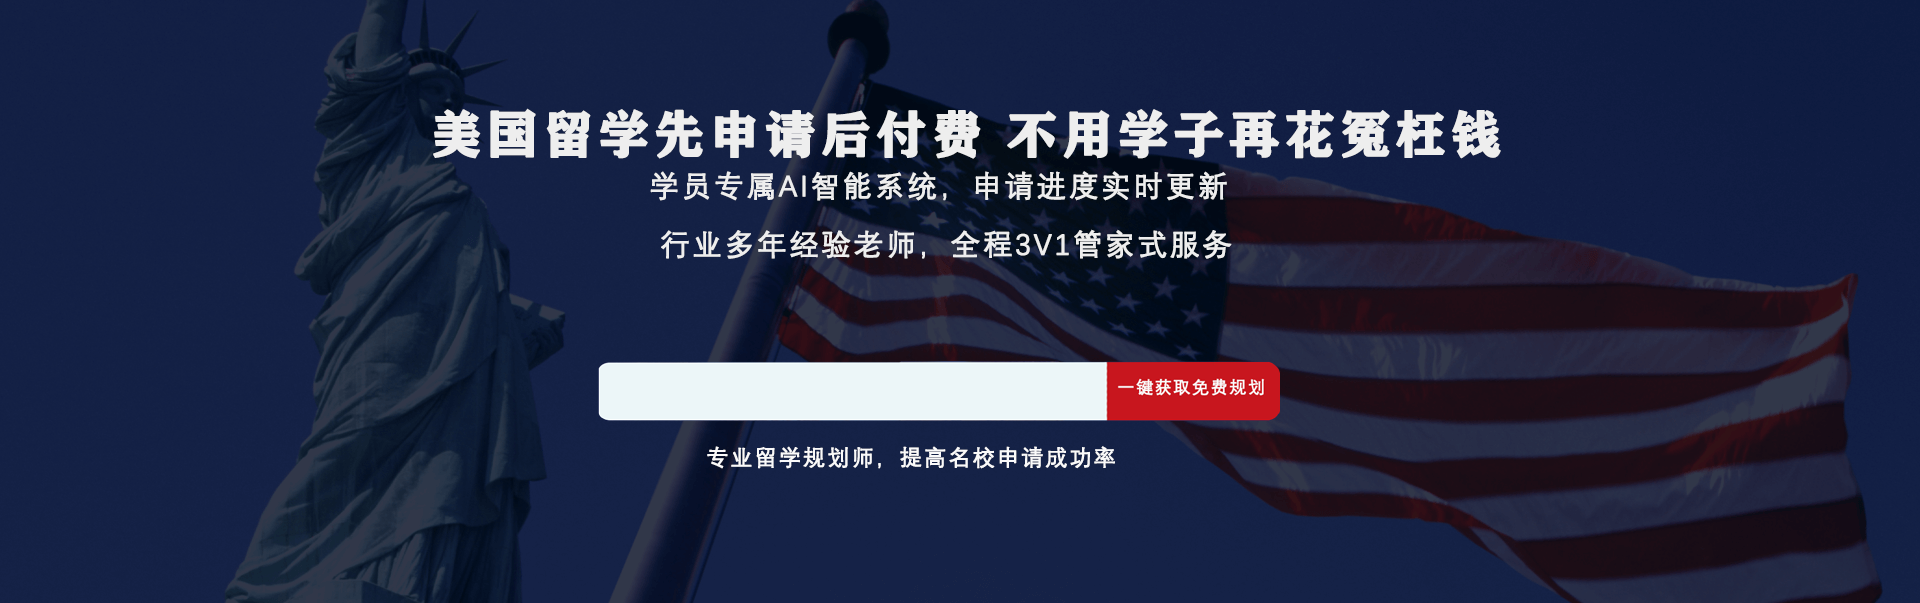 美国留学先申请后付费 不用学子再花冤枉钱
学员专属AI智能系统，申请进度实时更新
行业多年经验老师，全程3V1管家式服务
一键获取免费规划
专业留学规划师，提高名校申请成功率